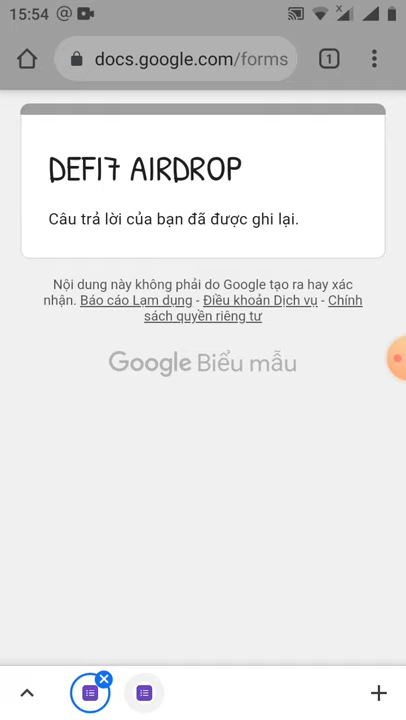 15:54 @
docs.google.com/forms
1
DEFI7 AIRDROP
Câu trả lời của bạn đã được ghi lại.
Nội dung này không phải do Google tạo ra hay xác
nhận. Báo cáo Lạm dụng - Điều khoản Dịch vụ - Chính
sách quyền riêng tư
Google Biểu mẫu